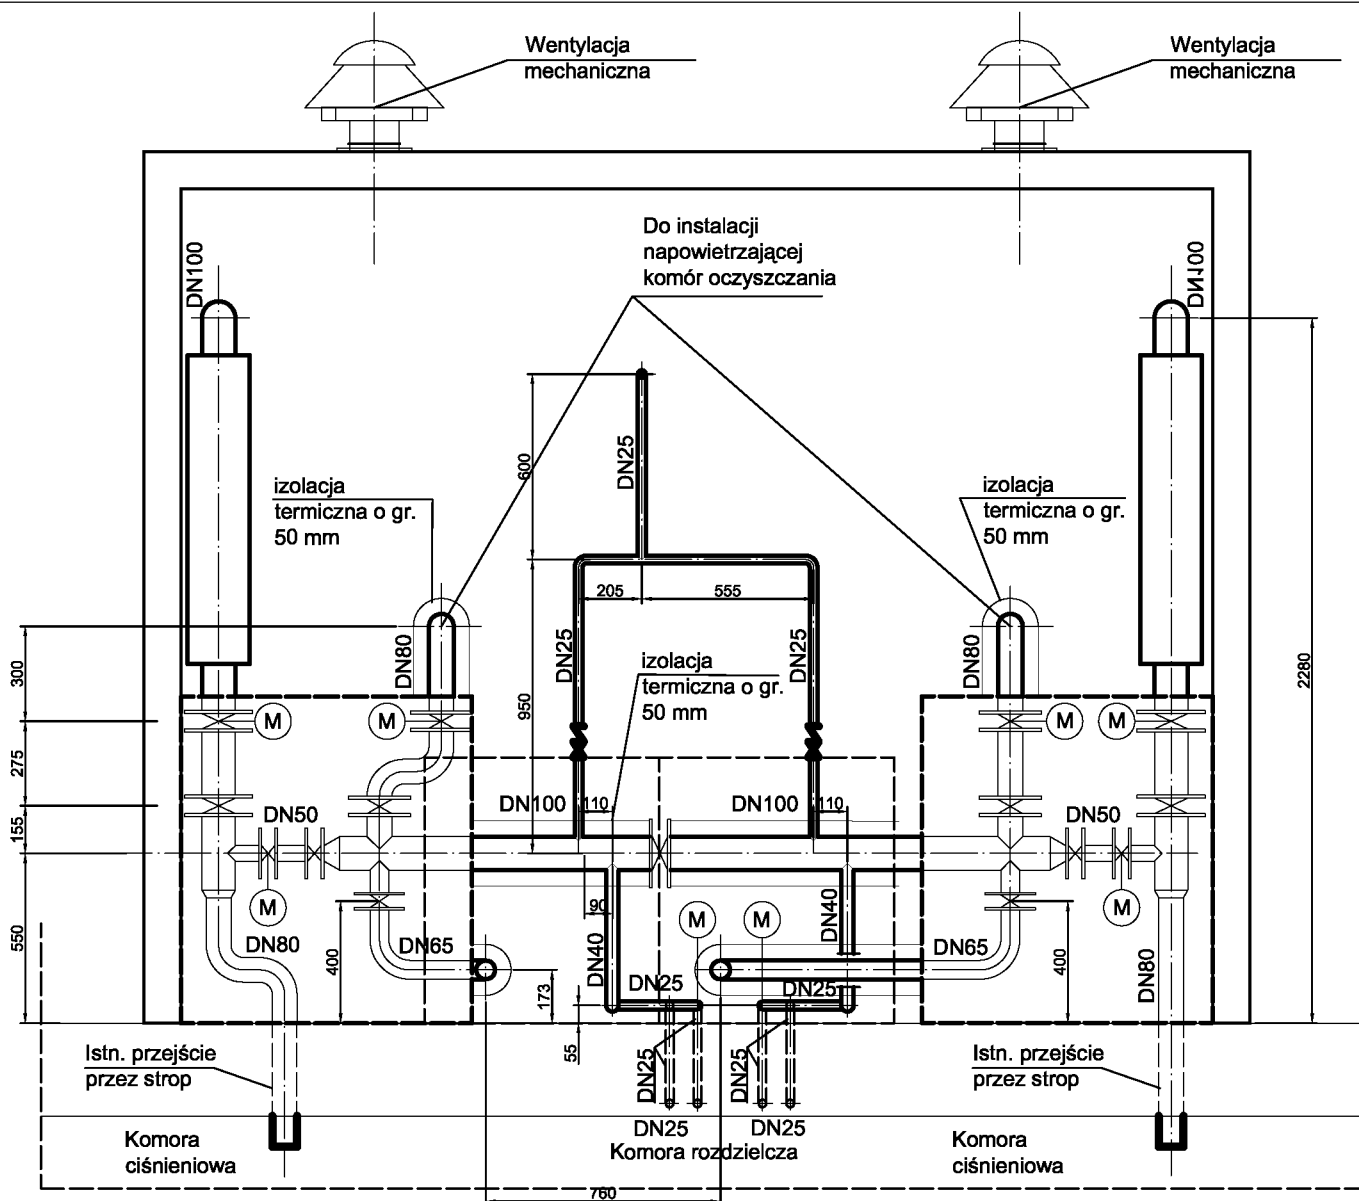 Wentylacja
mechaniczna
Wentylacja
mechaniczna
Do instalacji
napowietrzającej
komór oczyszczania
DN100
DN100
izolacja
termiczna o gr.
50 mm
600
DN25
izolacja
termiczna o gr.
50 mm
205
555
DN80
DN25
DN25
DN80
izolacja
termiczna o gr.
50 mm
300
950
2280
M
M
M
M
275
DN100
110
DN100
110
155
DN50
DN50
M
90
M
M
DN40
M
550
DN80
400
DN65
DN40
DN65
400
DN80
173
DN25
DN25
55
Istn. przejście
przez strop
DN25
DN25
Istn. przejście
przez strop
DN25
DN25
Komora
ciśnieniowa
Komora rozdzielcza
Komora
ciśnieniowa
760